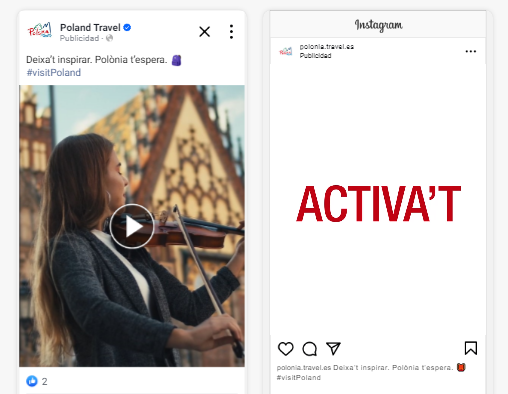 Poland Travel
Publicidad ·
Deixa't inspirar. Polònia t'espera.
#visitPoland
2
Instagram
polonia.travel.es
Publicidad
ACTIVA'T
polonia.travel.es Deixa't inspirar. Polònia t'espera.
#visitPoland